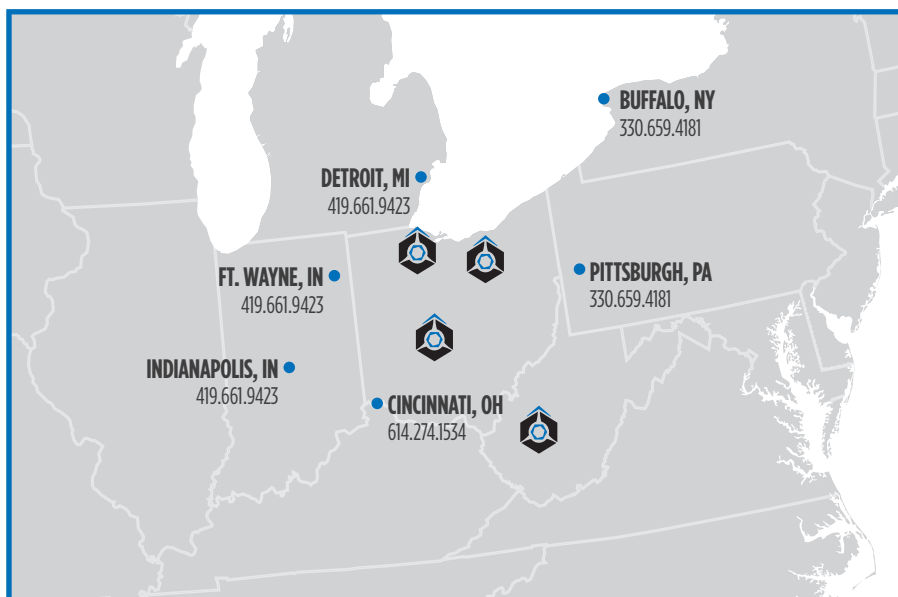 BUFFALO, NY
330.659.4181
DETROIT, MI
419.661.9423
FT. WAYNE, IN
419.661.9423
PITTSBURGH, PA
330.659.4181
INDIANAPOLIS, IN
419.661.9423
CINCINNATI, OH
614.274.1534